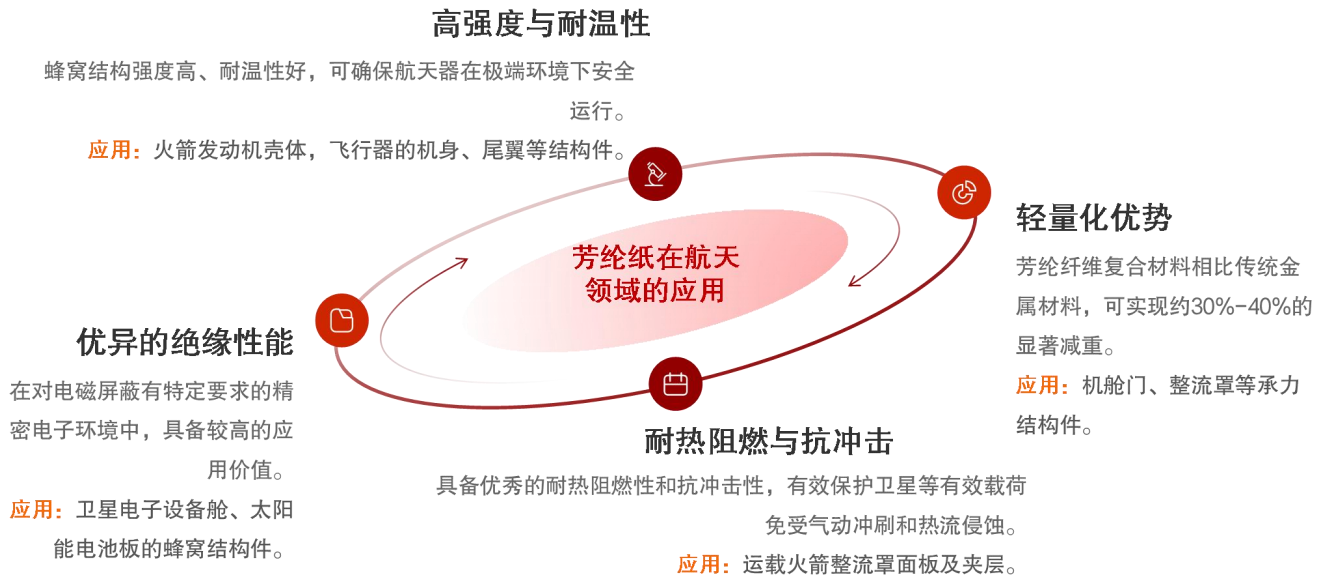 高强度与耐温性
蜂窝结构强度高、耐温性好，可确保航天器在极端环境下安全
运行。
应用：火箭发动机壳体，飞行器的机身、尾翼等结构件。
芳纶纸在航天
领域的应用
轻量化优势
芳纶纤维复合材料相比传统金
属材料，可实现约30%-40%的
显著减重。
应用：机舱门、整流罩等承力
结构件。
优异的绝缘性能
在对电磁屏蔽有特定要求的精
密电子环境中，具备较高的应
用价值。
应用：卫星电子设备舱、太阳
能电池板的蜂窝结构件。
耐热阻燃与抗冲击
具备优秀的耐热阻燃性和抗冲击性，有效保护卫星等有效载荷
免受气动冲刷和热流侵蚀。
应用：运载火箭整流罩面板及夹层。